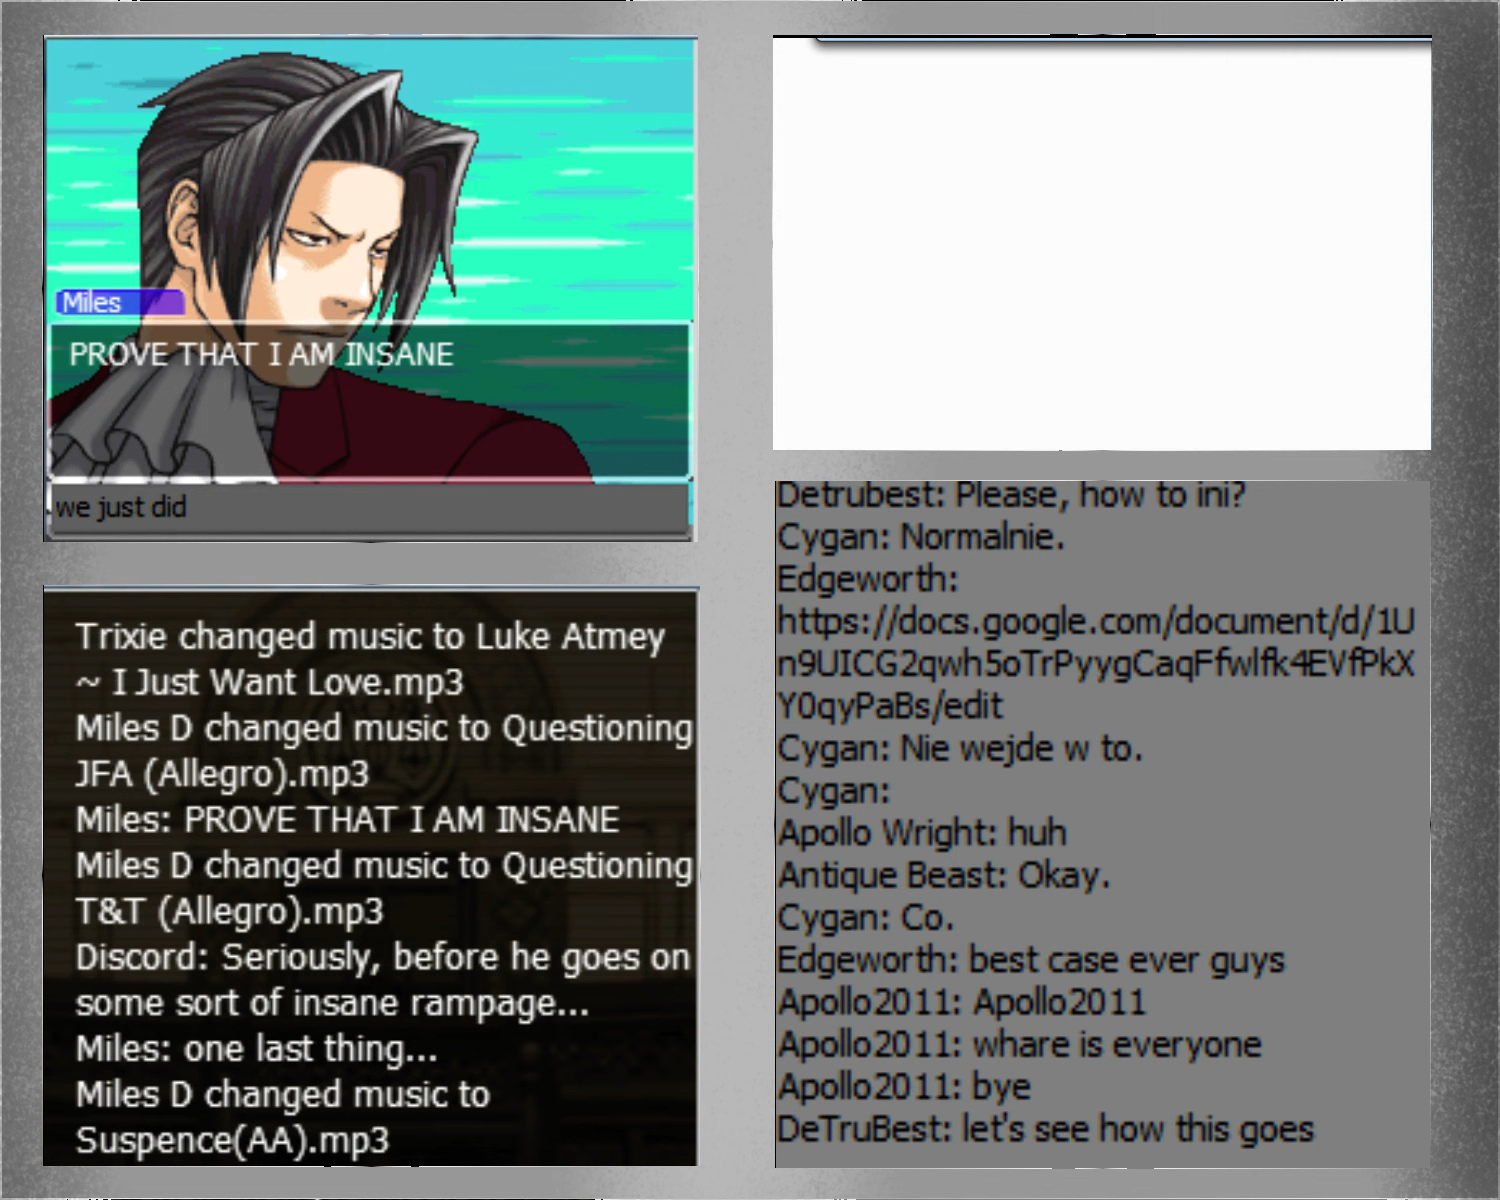 Miles
PROVE THAT I AM INSANE
we just did
Trixie changed music to Luke Atmey
~ I Just Want Love.mp3
Miles D changed music to Questioning
JFA (Allegro).mp3
Miles: PROVE THAT I AM INSANE
Miles D changed music to Questioning
T&T (Allegro).mp3
Discord: Seriously, before he goes on
some sort of insane rampage...
Miles: one last thing...
Miles D changed music to
Suspence(AA).mp3
Detrubest: Please, how to ini?
Cygan: Normalnie.
Edgeworth:
https://docs.google.com/document/d/1U
n9UICG2qwh5oTrPyygCaqFfwlfk4EVfPkX
Y0qyPaBs/edit
Cygan: Nie wejde w to.
Cygan:
Apollo Wright: huh
Antique Beast: Okay.
Cygan: Co.
Edgeworth: best case ever guys
Apollo2011: Apollo2011
Apollo2011: whare is everyone
Apollo2011: bye
DeTruBest: let's see how this goes